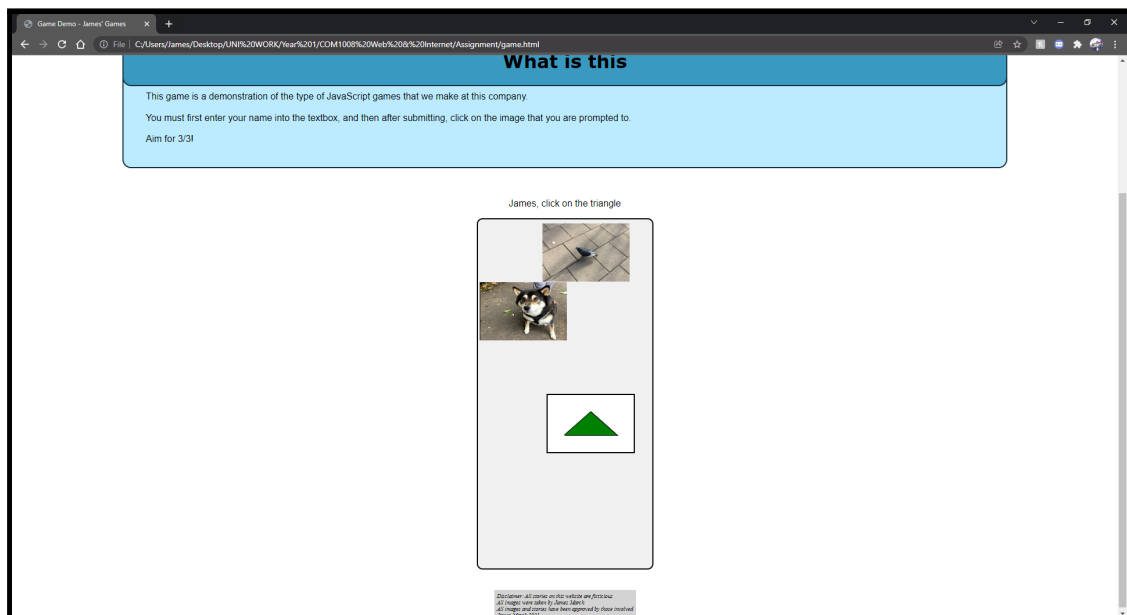 Game Demo - James' Games
File | C:/Users/James/Desktop/UNI%20WORK/Year%201/COM1008%20Web%20&%20Internet/Assignment/game.html
What is this
This game is a demonstration of the type of JavaScript games that we make at this company.
You must first enter your name into the textbox, and then after submitting, click on the image that you are prompted to.
Aim for 3/3!
James, click on the triangle
Disclaimer: All stories on this website are ficticious
All images were taken by James March
All images and stories have been approved by those involved
James March 2021